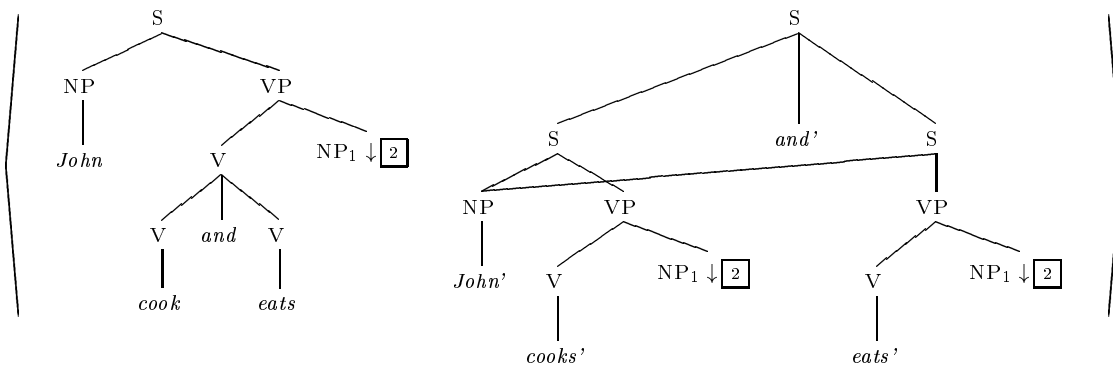 S S
NP VP
John V NP₁ ↓ 2 S and' S
V and V NP VP VP
cook eats John' V NP₁ ↓ 2 V NP₁ ↓ 2
cooks' eats'